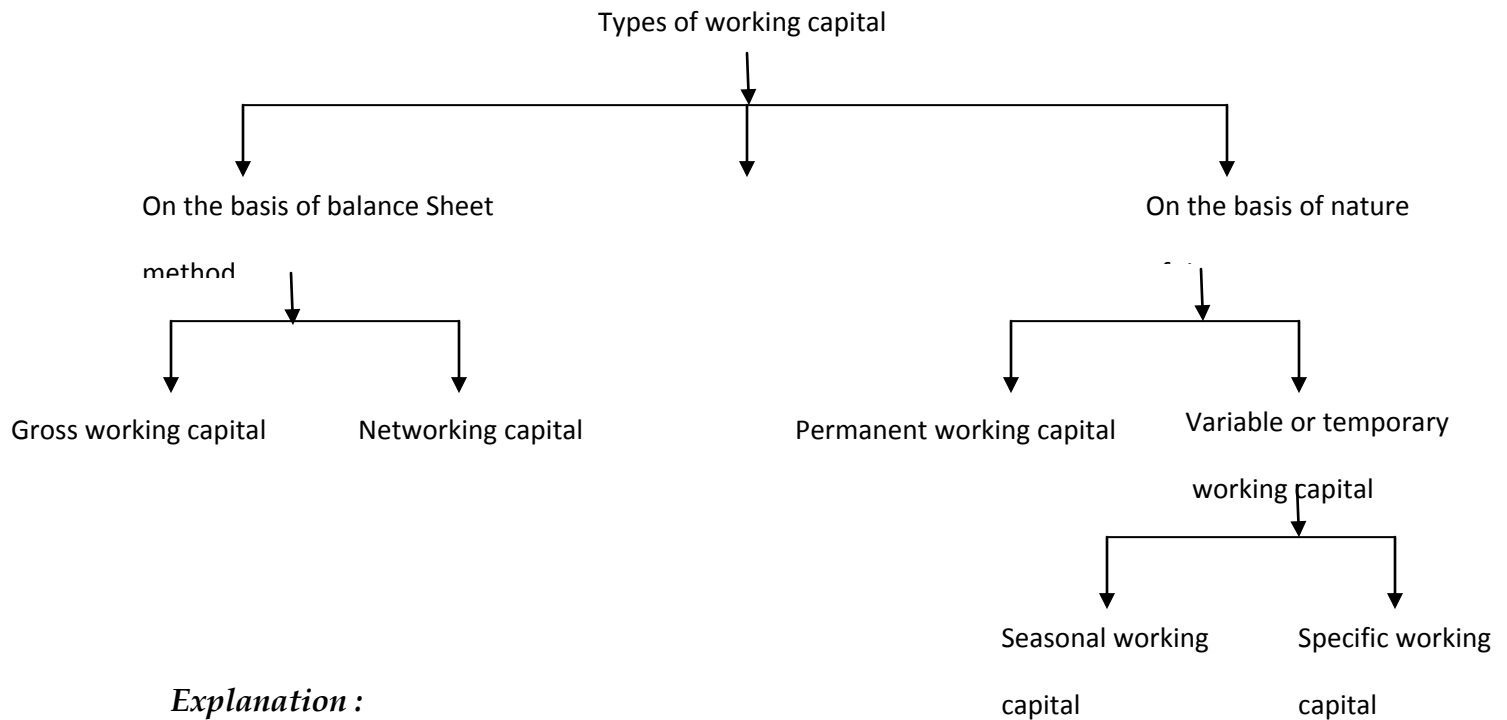 Types of working capital
On the basis of balance Sheet
method
On the basis of nature
Gross working capital
Networking capital
Permanent working capital
Variable or temporary
working capital
Seasonal working
capital
Specific working
capital
Explanation :